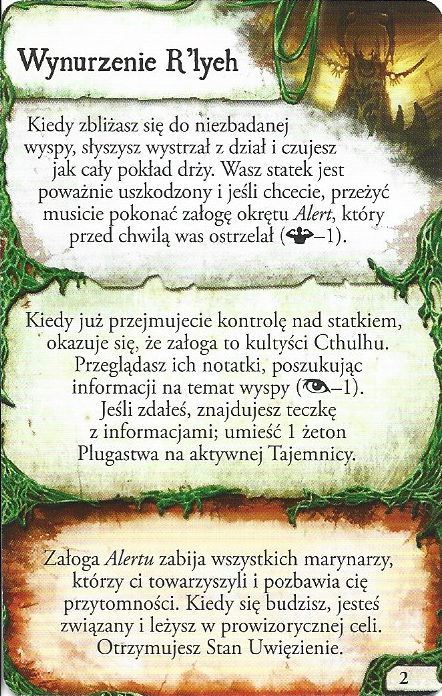 Wynurzenie R'lyeh
Kiedy zbliżasz się do niezbadanej
wyspy, słyszysz wystrzał z dział i czujesz
jak cały pokład drży. Wasz statek jest
poważnie uszkodzony i jeśli chcecie, przeżyć
musicie pokonać załogę okrętu Alert, który
przed chwilą was ostrzelał (–1).
Kiedy już przejmujecie kontrolę nad statkiem,
okazuje się, że załoga to kultyści Cthulhu.
Przeglądasz ich notatki, poszukując
informacji na temat wyspy (–1).
Jeśli zdałeś, znajdujesz teczkę
z informacjami; umieść 1 żeton
Plugastwa na aktywnej Tajemnicy.
Załoga Alertu zabija wszystkich marynarzy,
którzy ci towarzyszyli i pozbawia cię
przytomności. Kiedy się budzisz, jesteś
związany i leżysz w prowizorycznej celi.
Otrzymujesz Stan Uwięzienie.
2